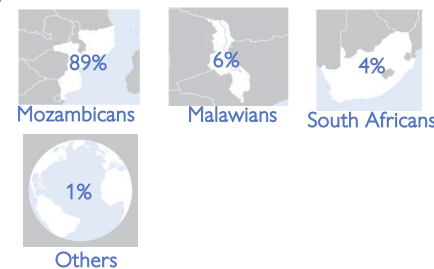 89%
6%
4%
Mozambicans
Malawians
South Africans
1%
Others